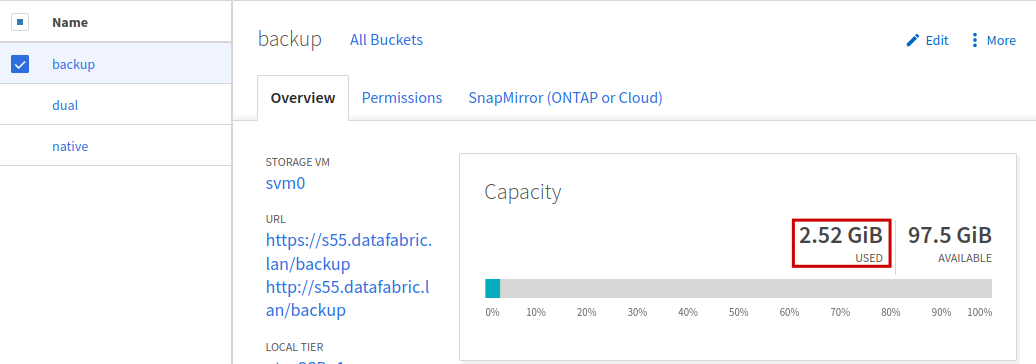 Name
backup
dual
native
backup All Buckets Edit More
Overview Permissions SnapMirror (ONTAP or Cloud)
STORAGE VM
svm0
URL
https://s55.datafabric.
lan/backup
http://s55.datafabric.l
an/backup
LOCAL TIER
Capacity
2.52 GiB 97.5 GiB
USED AVAILABLE
0% 10% 20% 30% 40% 50% 60% 70% 80% 90% 100%